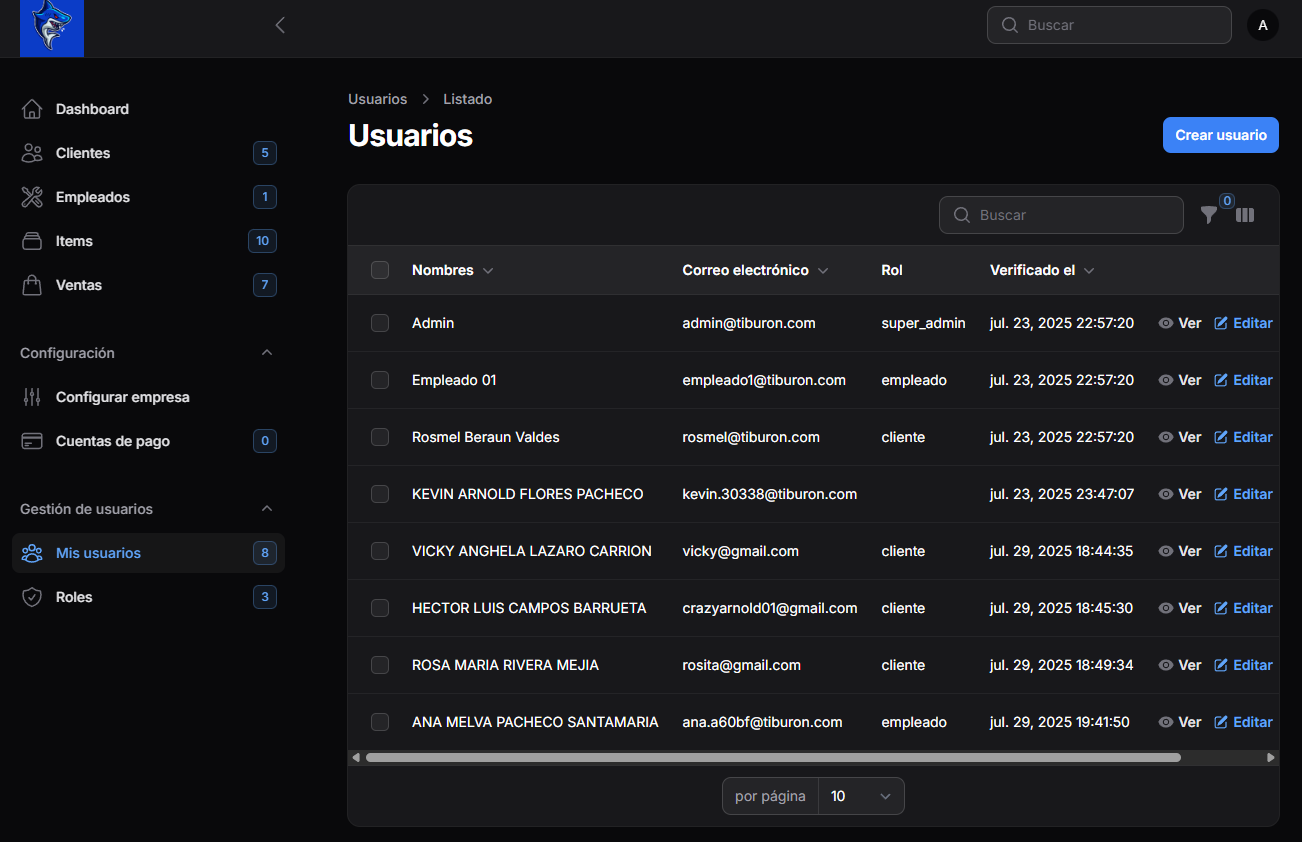 Buscar
A
Dashboard
Clientes 5
Empleados 1
Items 10
Ventas 7
Configuración
Configurar empresa
Cuentas de pago 0
Gestión de usuarios
Mis usuarios 8
Roles 3
Usuarios > Listado
Usuarios
Crear usuario
Buscar
0
Nombres Correo electrónico Rol Verificado el
Admin admin@tiburon.com super_admin jul. 23, 2025 22:57:20 Ver Editar
Empleado 01 empleado1@tiburon.com empleado jul. 23, 2025 22:57:20 Ver Editar
Rosmel Beraun Valdes rosmel@tiburon.com cliente jul. 23, 2025 22:57:20 Ver Editar
KEVIN ARNOLD FLORES PACHECO kevin.30338@tiburon.com jul. 23, 2025 23:47:07 Ver Editar
VICKY ANGHELA LAZARO CARRION vicky@gmail.com cliente jul. 29, 2025 18:44:35 Ver Editar
HECTOR LUIS CAMPOS BARRUETA crazyarnold01@gmail.com cliente jul. 29, 2025 18:45:30 Ver Editar
ROSA MARIA RIVERA MEJIA rosita@gmail.com cliente jul. 29, 2025 18:49:34 Ver Editar
ANA MELVA PACHECO SANTAMARIA ana.a60bf@tiburon.com empleado jul. 29, 2025 19:41:50 Ver Editar
por página 10